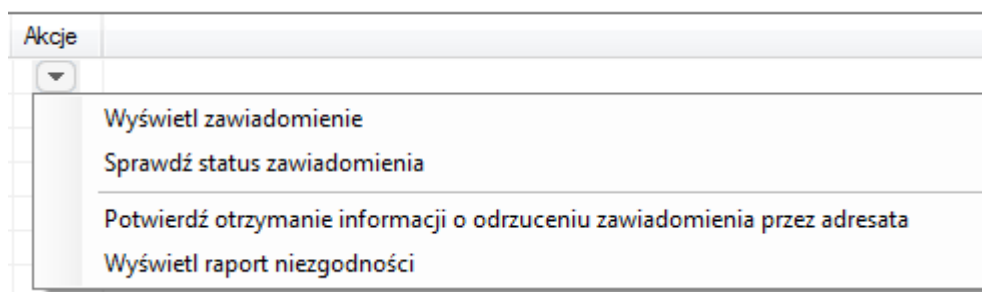 Akcje
Wyświetl zawiadomienie
Sprawdź status zawiadomienia
Potwierdź otrzymanie informacji o odrzuceniu zawiadomienia przez adresata
Wyświetl raport niezgodności